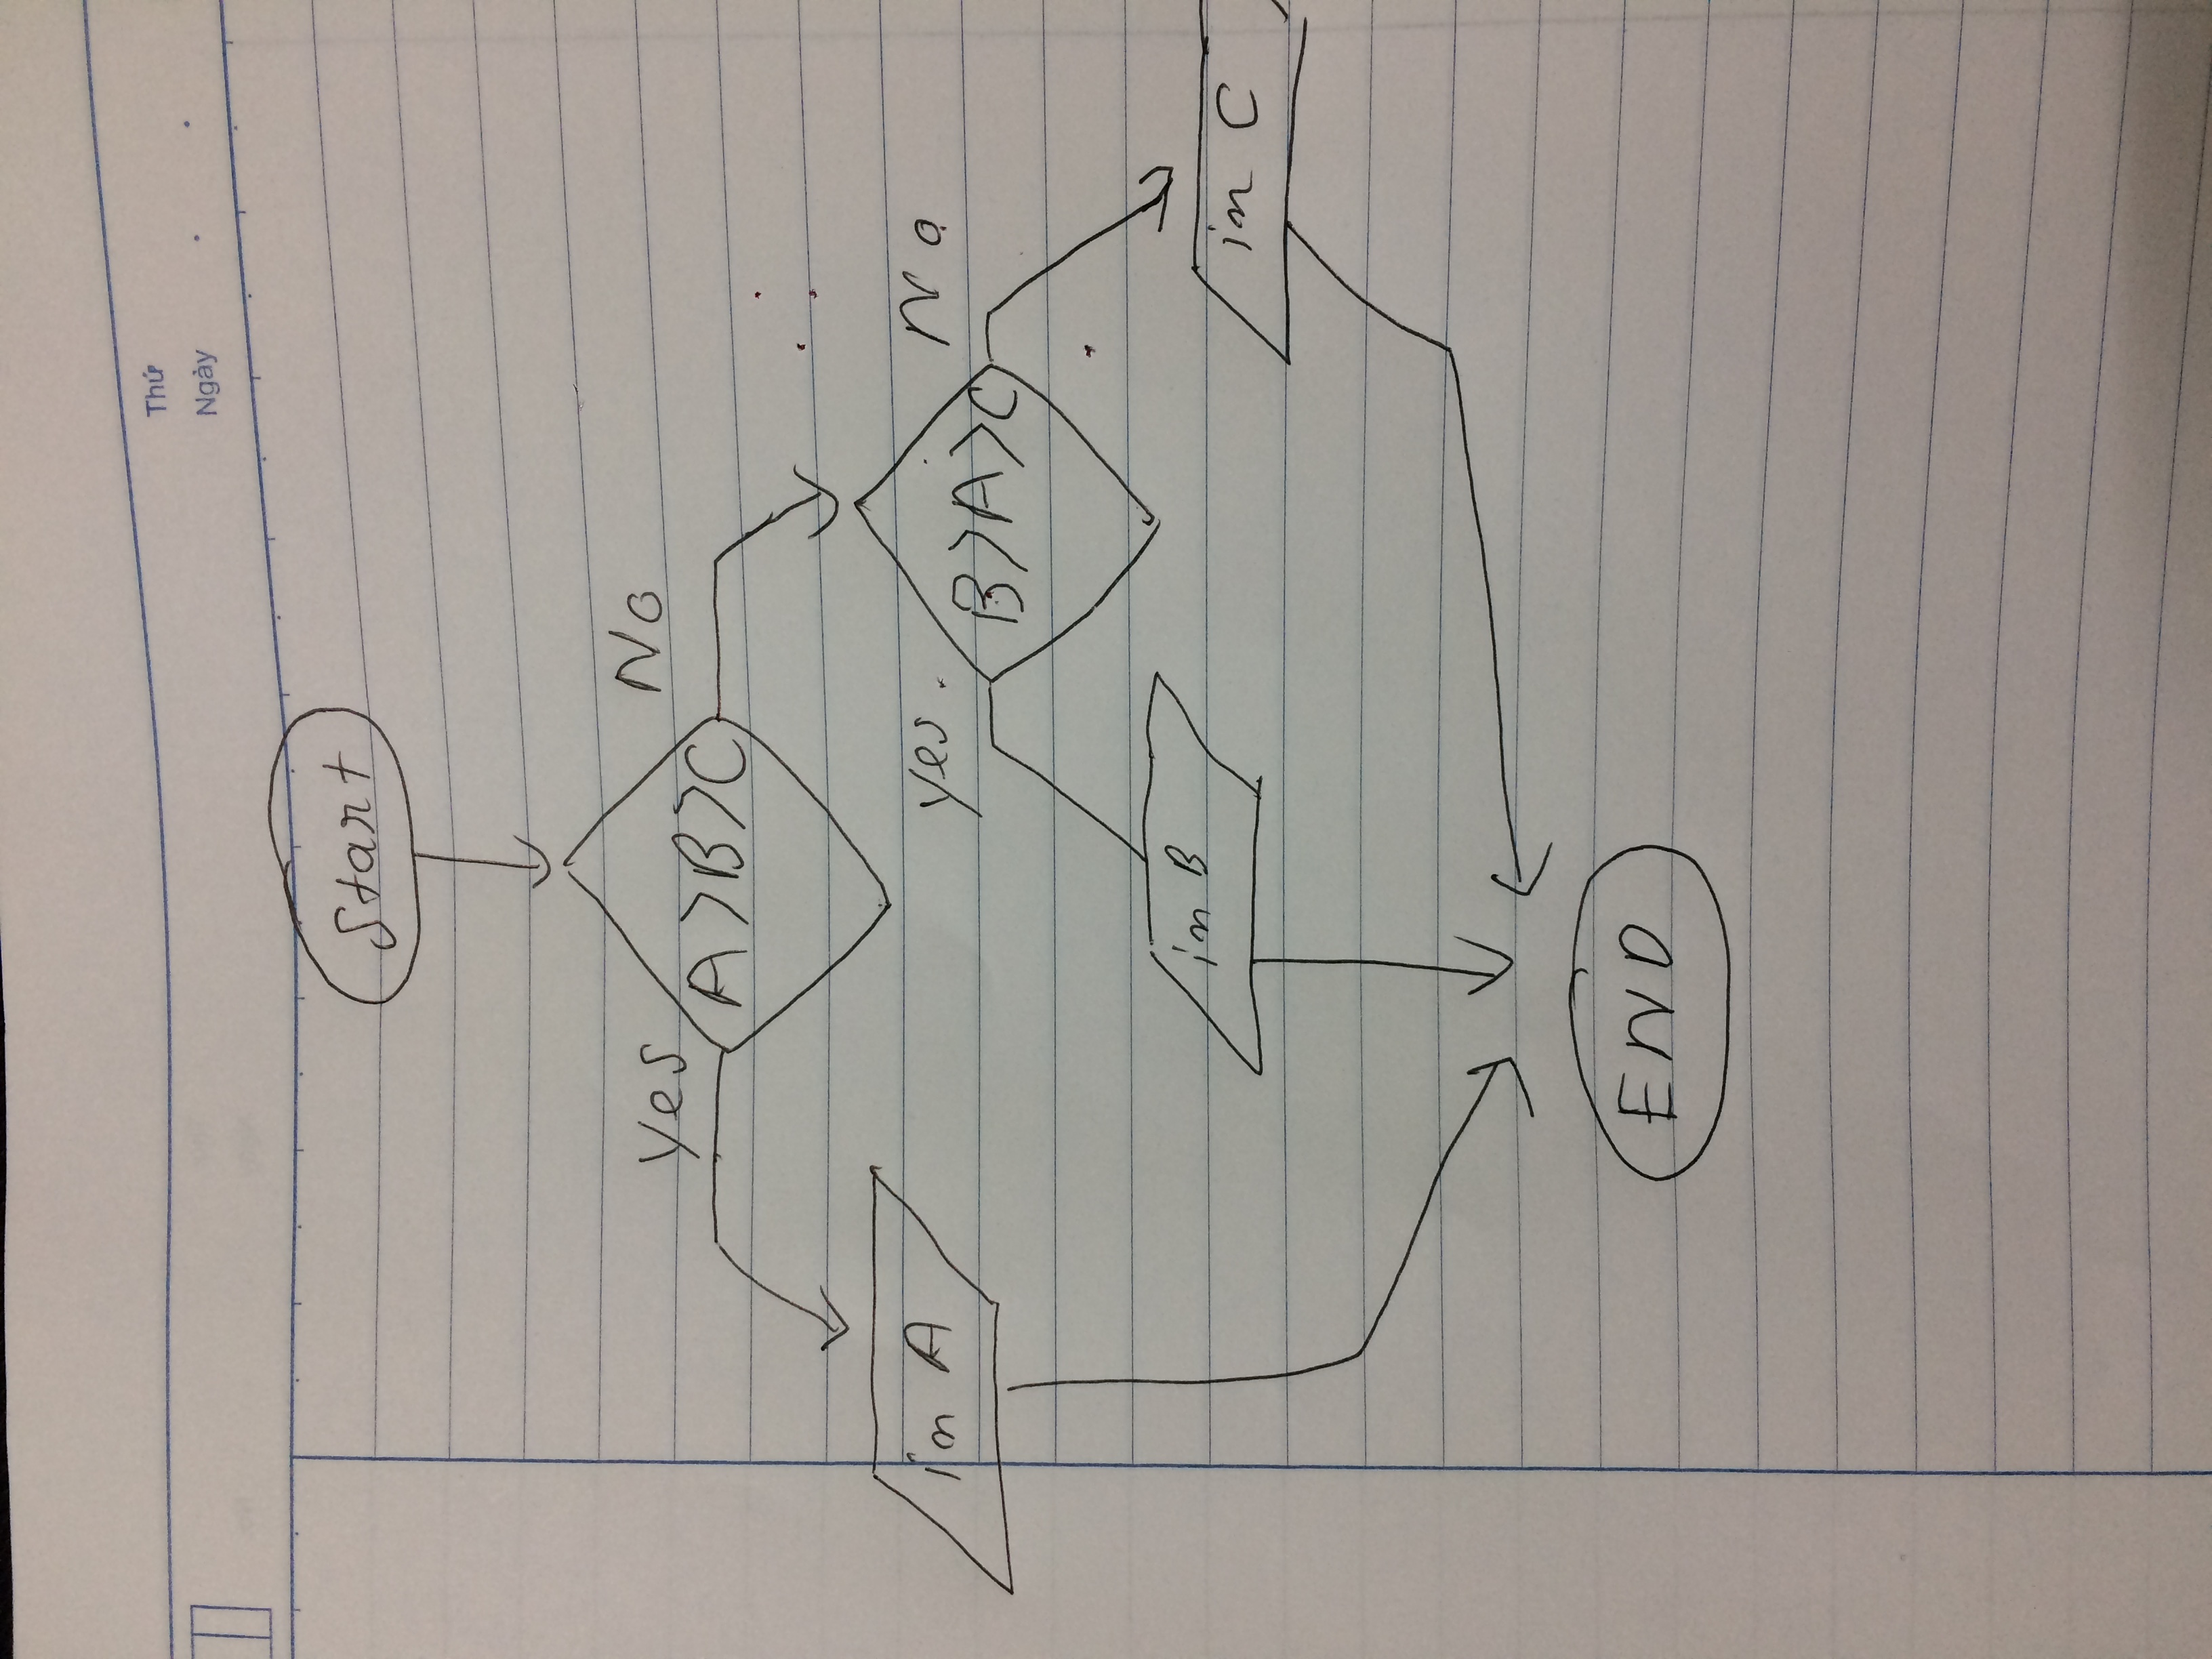 Thứ
Ngày
Start
yes
No
A>B>C
in A
yes.
No
B>A>C
in B
in C
END